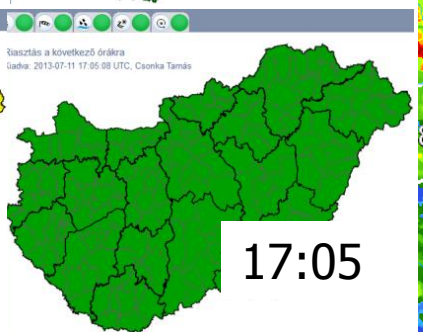 Riasztás a következő órákra
Kiadva: 2013-07-11 17:05:08 UTC, Csonka Tamás
17:05